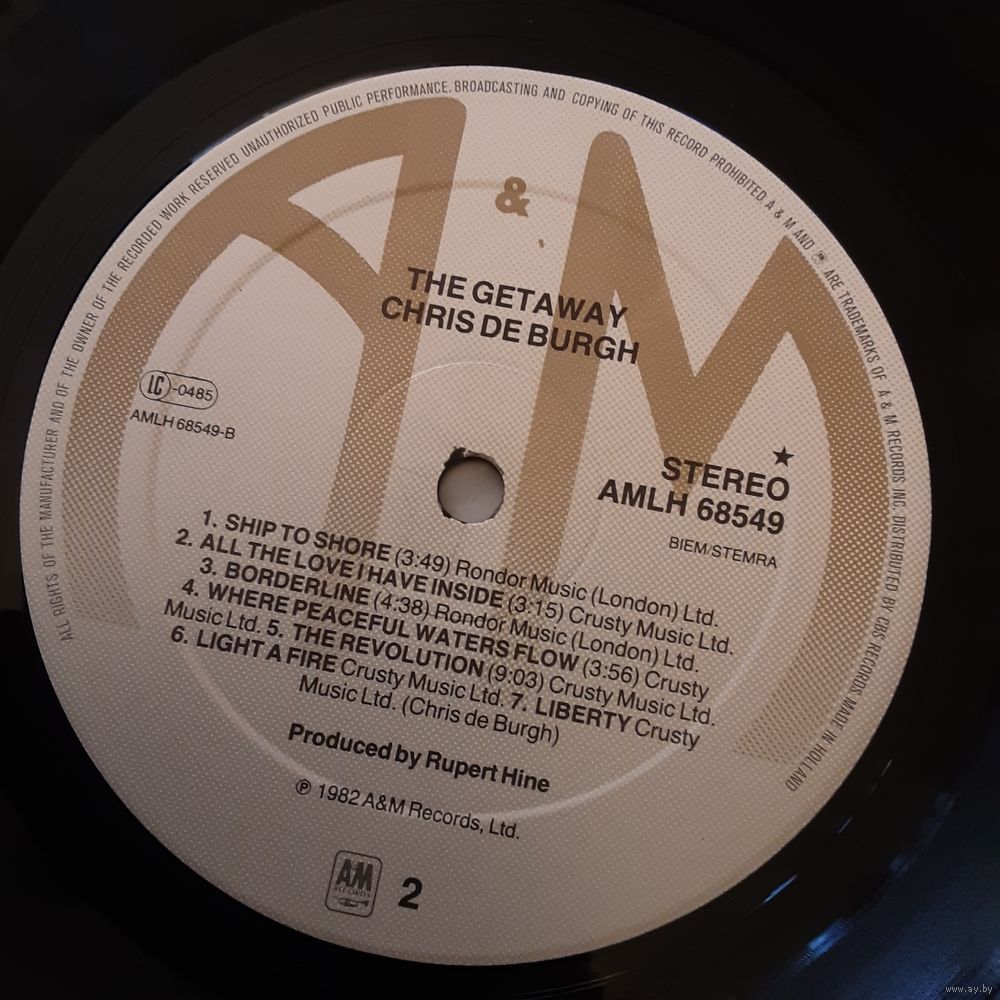 ALL RIGHTS OF THE MANUFACTURER AND OF THE OWNER OF THE RECORDED WORK RESERVED UNAUTHORIZED PUBLIC PERFORMANCE, BROADCASTING AND COPYING OF THIS RECORD PROHIBITED. A & M AND ARE TRADEMARKS OF A & M RECORDS INC. DISTRIBUTED BY CBS RECORDS. MADE IN HOLLAND
A & M
THE GETAWAY
CHRIS DE BURGH
LC-0485
AMLH 68549-B
★
STEREO
AMLH 68549
BIEM/STEMRA
1. SHIP TO SHORE (3:49) Rondor Music (London) Ltd.
2. ALL THE LOVE I HAVE INSIDE (3:15) Crusty Music Ltd.
3. BORDERLINE (4:38) Rondor Music (London) Ltd.
4. WHERE PEACEFUL WATERS FLOW (3:56) Crusty
Music Ltd. 5. THE REVOLUTION (9:03) Crusty Music Ltd.
6. LIGHT A FIRE Crusty Music Ltd. 7. LIBERTY Crusty
Music Ltd. (Chris de Burgh)
Produced by Rupert Hine
℗ 1982 A&M Records, Ltd.
A&M
RECORDS
2
www.ay.by